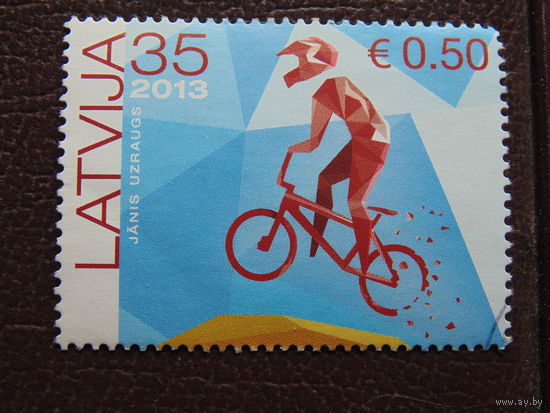 LATVIJA
35
2013
JĀNIS UZRAUGS
€ 0.50
www.ay.by